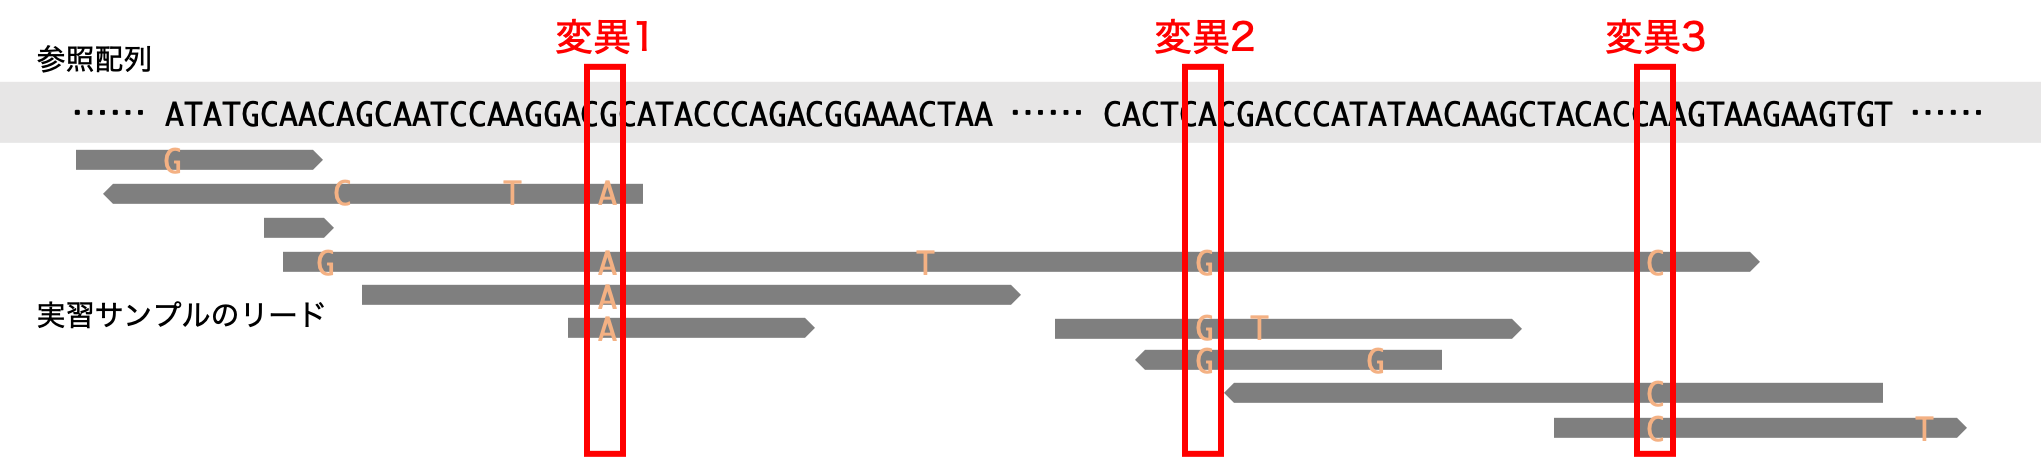 変異1 変異2 変異3
参照配列
······ ATATGCAACAGCAATCCAAGGACGCATACCCAGACGGAAACTAA ······ CACTCACGACCCATATAACAAGCTACACCAAGTAAGAAGTGT ······
G
C T A
G A T G C
A
実習サンプルのリード
A G T
G G
C
C T